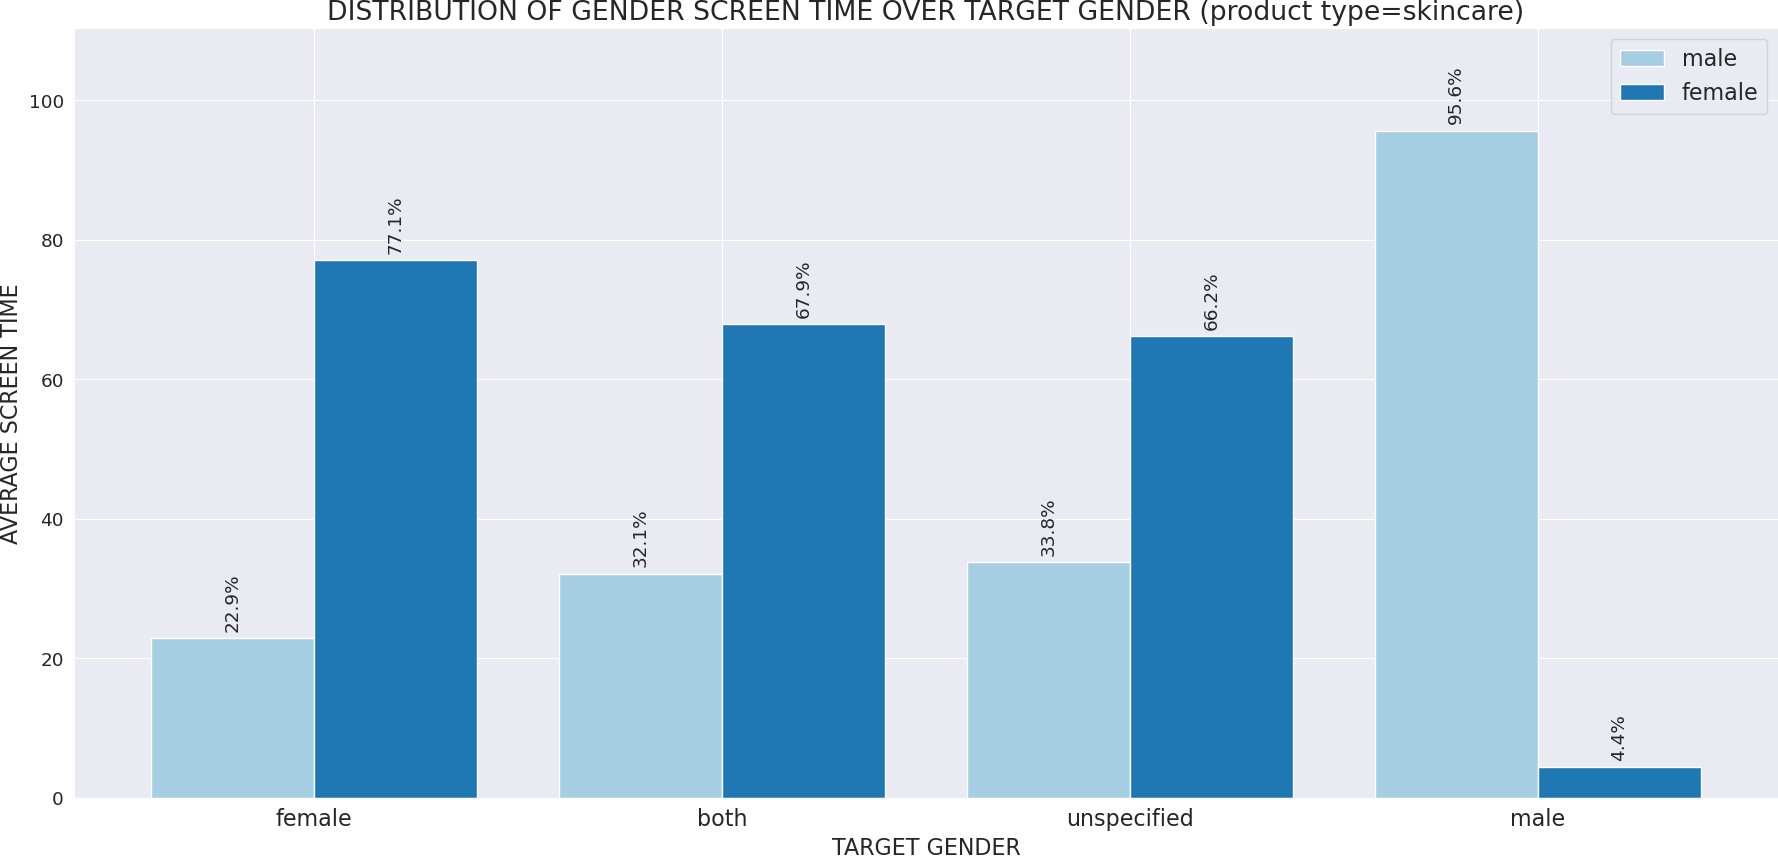 DISTRIBUTION OF GENDER SCREEN TIME OVER TARGET GENDER (product type=skincare)
male
female
AVERAGE SCREEN TIME
100
80
60
40
20
0
22.9%
77.1%
32.1%
67.9%
33.8%
66.2%
95.6%
4.4%
female
both
unspecified
male
TARGET GENDER